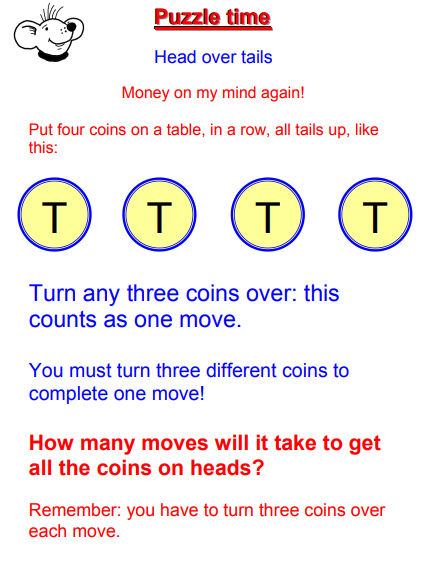 Puzzle time
Head over tails
Money on my mind again!
Put four coins on a table, in a row, all tails up, like
this:
T T T T
Turn any three coins over: this
counts as one move.
You must turn three different coins to
complete one move!
How many moves will it take to get
all the coins on heads?
Remember: you have to turn three coins over
each move.